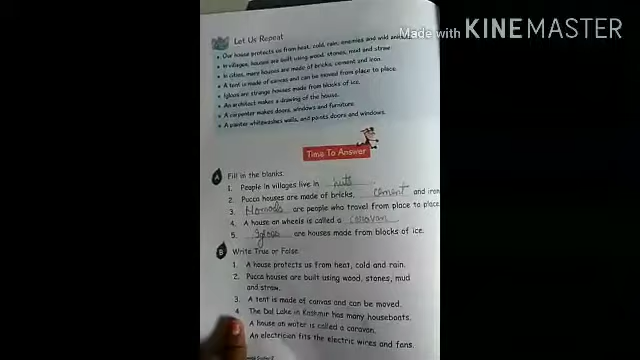 Made with KINEMASTER
Let Us Repeat
• Our house protects us from heat, cold, rain, enemies and wild
• In villages, houses are built using wood, stones, mud and straw.
• In cities, many houses are made of bricks, cement and iron.
• A tent is made of canvas and can be moved from place to place.
• Igloos are strange houses made from blocks of ice.
• An architect makes a drawing of the house.
• A carpenter makes doors, windows and furniture.
• A painter whitewashes walls, and paints doors and windows.
Time To Answer
A Fill in the blanks.
1. People in villages live in huts.
2. Pucca houses are made of bricks, cement and iron
3. Nomads are people who travel from place to place.
4. A house on wheels is called a caravan.
5. Igloos are houses made from blocks of ice.
B Write True or False.
1. A house protects us from heat, cold and rain.
2. Pucca houses are built using wood, stones, mud
and straw.
3. A tent is made of canvas and can be moved.
4. The Dal Lake in Kashmir has many houseboats.
A house on water is called a caravan.
An electrician fits the electric wires and fans.